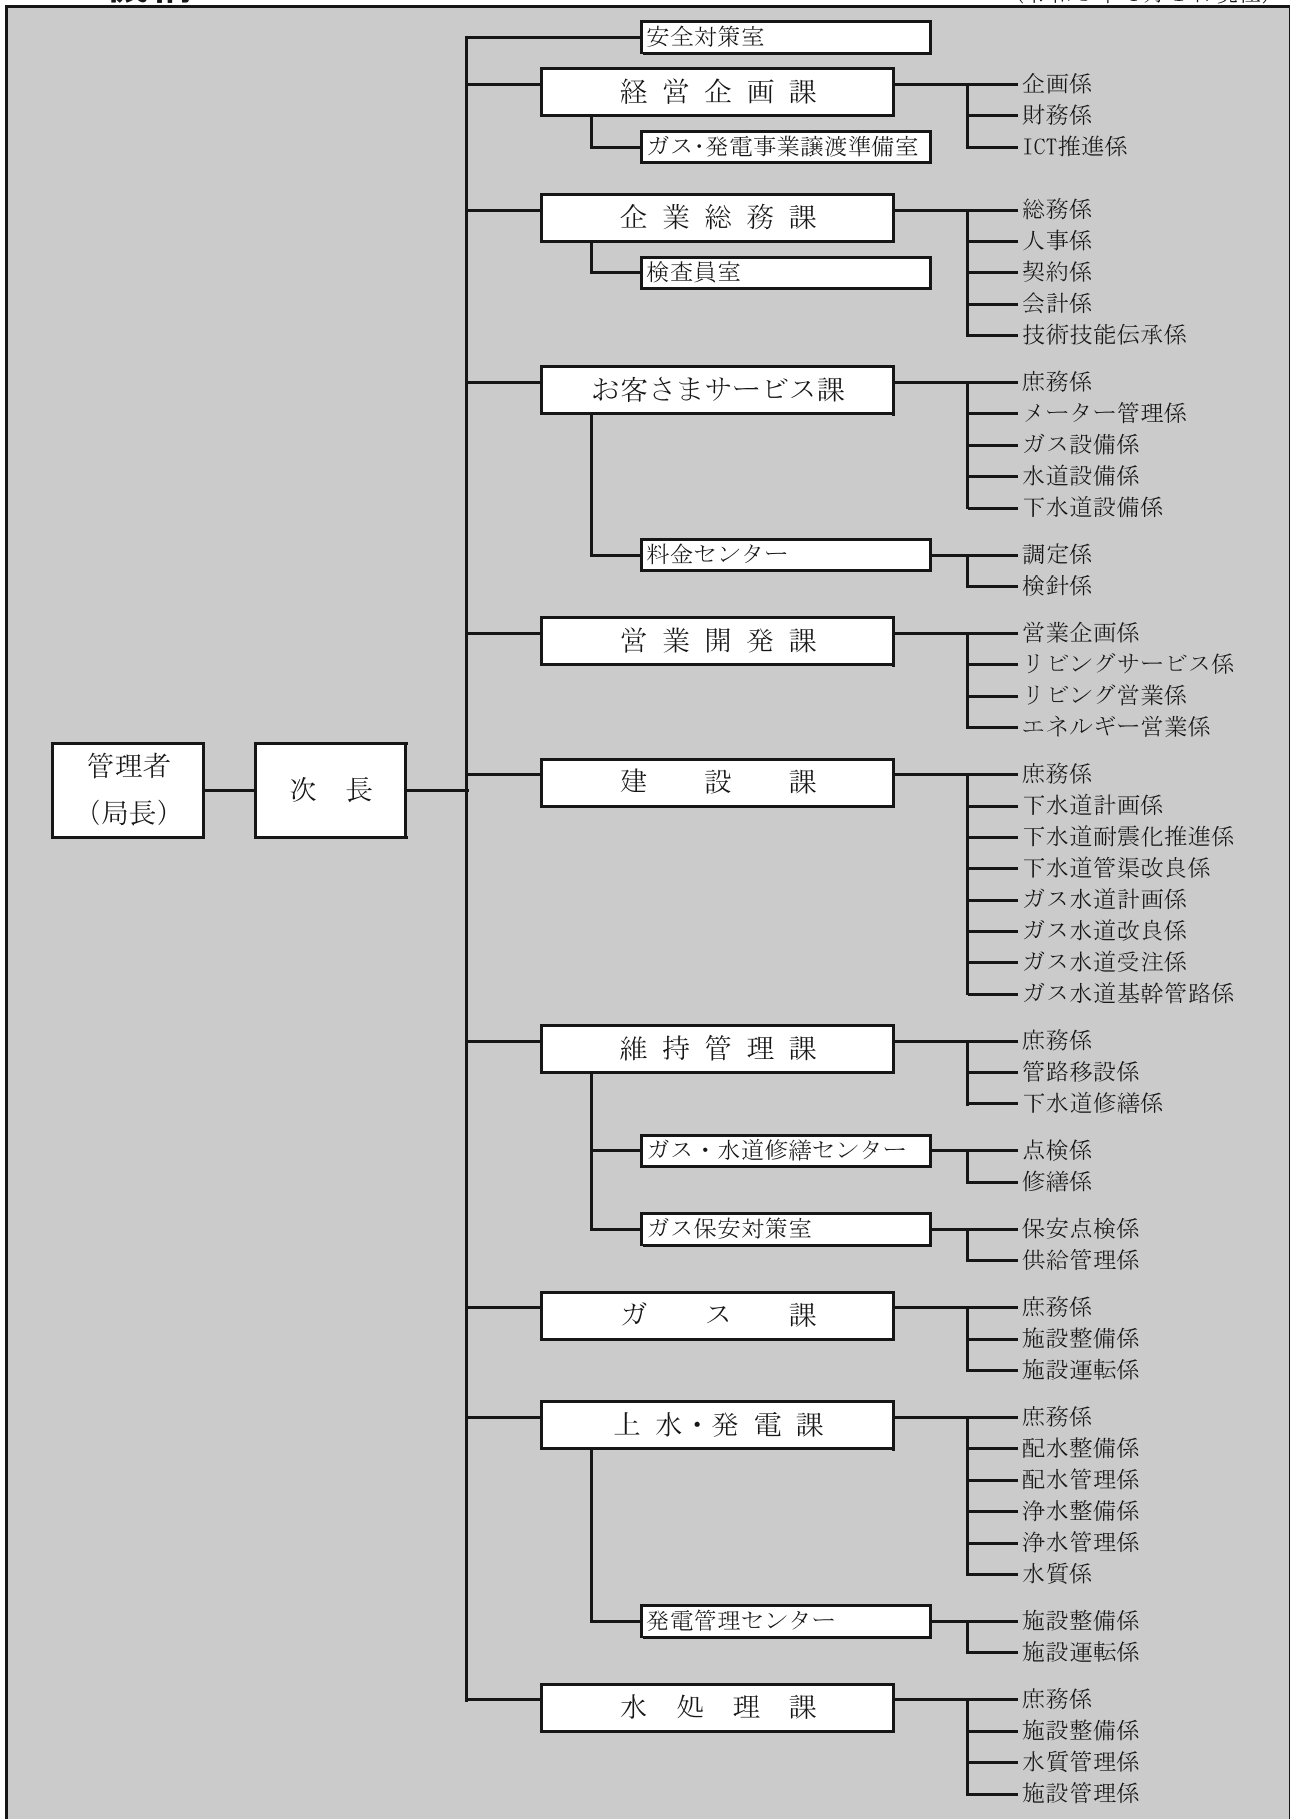 安全対策室
経営企画課
企画係
財務係
ガス・発電事業譲渡準備室
ICT推進係
企業総務課
総務係
人事係
検査員室
契約係
会計係
技術技能伝承係
お客さまサービス課
庶務係
メーター管理係
ガス設備係
水道設備係
下水道設備係
料金センター
調定係
検針係
営業開発課
営業企画係
リビングサービス係
リビング営業係
エネルギー営業係
管理者
(局長)
次長
建設課
庶務係
下水道計画係
下水道耐震化推進係
下水道管渠改良係
ガス水道計画係
ガス水道改良係
ガス水道受注係
ガス水道基幹管路係
維持管理課
庶務係
管路移設係
下水道修繕係
ガス・水道修繕センター
点検係
修繕係
ガス保安対策室
保安点検係
供給管理係
ガス課
庶務係
施設整備係
施設運転係
上水・発電課
庶務係
配水整備係
配水管理係
浄水整備係
浄水管理係
水質係
発電管理センター
施設整備係
施設運転係
水処理課
庶務係
施設整備係
水質管理係
施設管理係